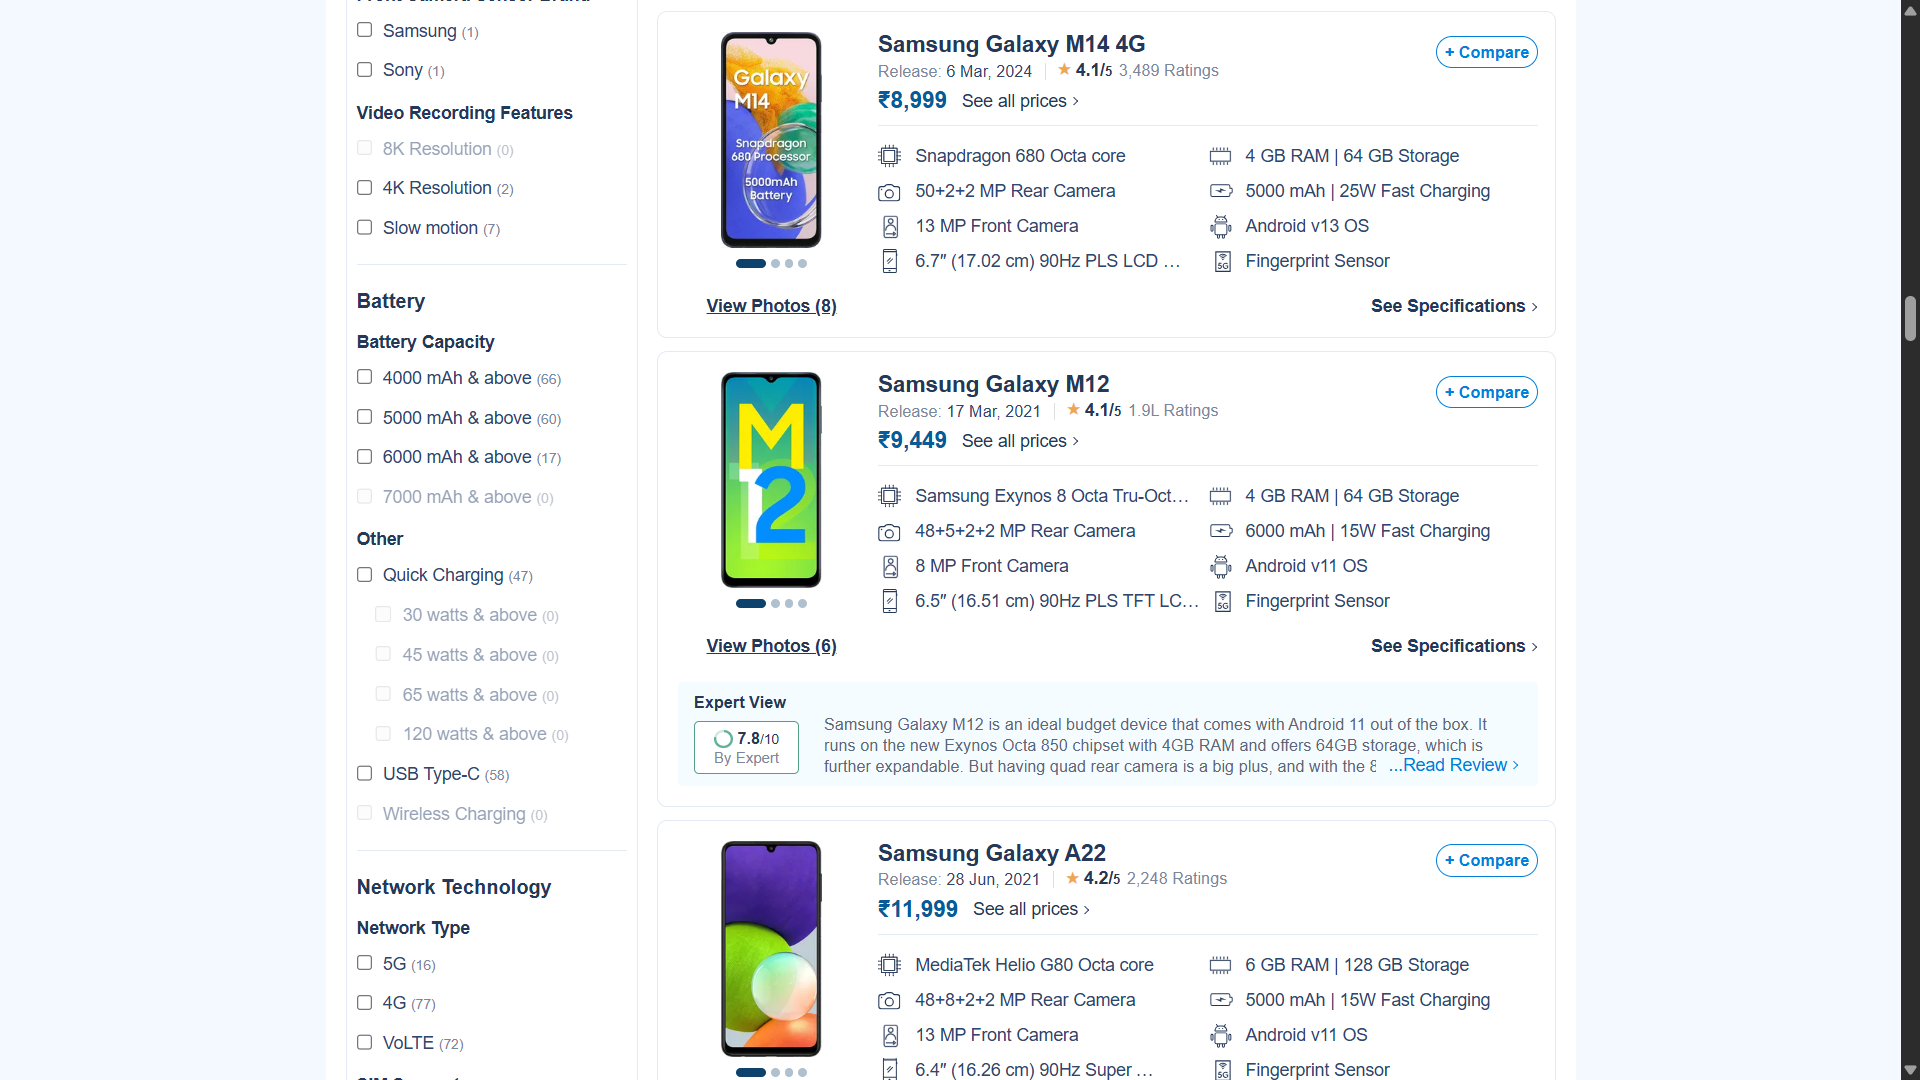 Samsung (1)
Sony (1)
Video Recording Features
8K Resolution (0)
4K Resolution (2)
Slow motion (7)
Battery
Battery Capacity
4000 mAh & above (66)
5000 mAh & above (60)
6000 mAh & above (17)
7000 mAh & above (0)
Other
Quick Charging (47)
30 watts & above (0)
45 watts & above (0)
65 watts & above (0)
120 watts & above (0)
USB Type-C (58)
Wireless Charging (0)
Network Technology
Network Type
5G (16)
4G (77)
VoLTE (72)
Galaxy
M14
Snapdragon
680 Processor
5000mAh
Battery
View Photos (8)
Samsung Galaxy M14 4G
+ Compare
Release: 6 Mar, 2024 ★ 4.1/5 3,489 Ratings
₹8,999 See all prices >
Snapdragon 680 Octa core
4 GB RAM | 64 GB Storage
50+2+2 MP Rear Camera
5000 mAh | 25W Fast Charging
13 MP Front Camera
Android v13 OS
6.7″ (17.02 cm) 90Hz PLS LCD …
5G
Fingerprint Sensor
See Specifications >
M
12
View Photos (6)
Samsung Galaxy M12
+ Compare
Release: 17 Mar, 2021 ★ 4.1/5 1.9L Ratings
₹9,449 See all prices >
Samsung Exynos 8 Octa Tru-Oct…
4 GB RAM | 64 GB Storage
48+5+2+2 MP Rear Camera
6000 mAh | 15W Fast Charging
8 MP Front Camera
Android v11 OS
6.5″ (16.51 cm) 90Hz PLS TFT LC…
5G
Fingerprint Sensor
See Specifications >
Expert View
7.8/10
By Expert
Samsung Galaxy M12 is an ideal budget device that comes with Android 11 out of the box. It
runs on the new Exynos Octa 850 chipset with 4GB RAM and offers 64GB storage, which is
further expandable. But having quad rear camera is a big plus, and with the 8 ...Read Review >
Samsung Galaxy A22
+ Compare
Release: 28 Jun, 2021 ★ 4.2/5 2,248 Ratings
₹11,999 See all prices >
MediaTek Helio G80 Octa core
6 GB RAM | 128 GB Storage
48+8+2+2 MP Rear Camera
5000 mAh | 15W Fast Charging
13 MP Front Camera
Android v11 OS
6.4″ (16.26 cm) 90Hz Super …
5G
Fingerprint Sensor